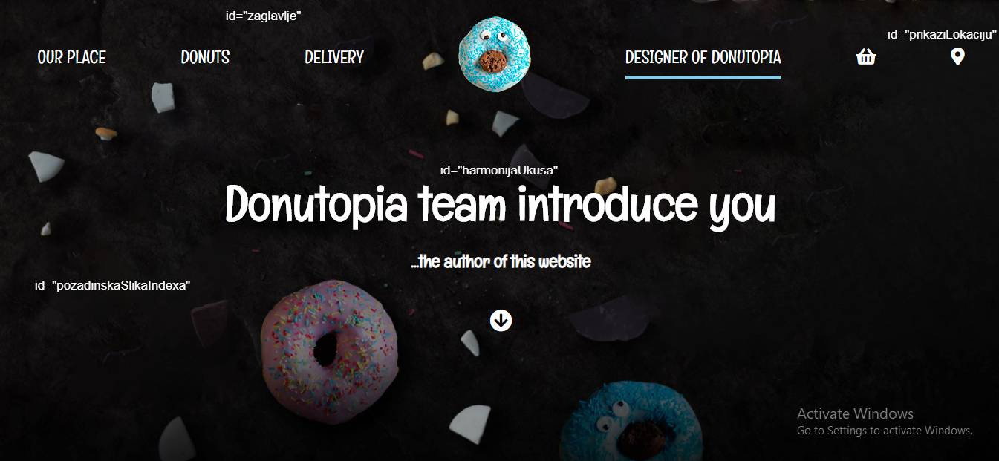 id="zaglavlje"
id="prikaziLokaciju"
OUR PLACE
DONUTS
DELIVERY
DESIGNER OF DONUTOPIA
id="harmonijaUkusa"
Donutopia team introduce you
...the author of this website
id="pozadinskaSlikaIndexa"
Activate Windows
Go to Settings to activate Windows.